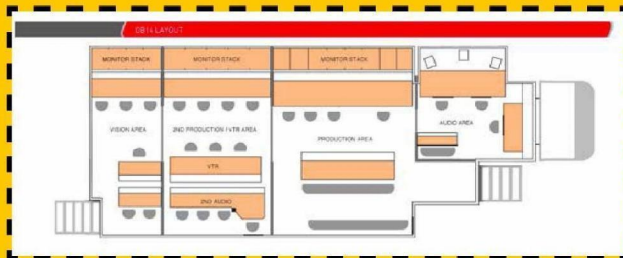 OB14 LAYOUT
MONITOR STACK
MONITOR STACK
MONITOR STACK
VISION AREA
2ND PRODUCTION / VTR AREA
PRODUCTION AREA
AUDIO AREA
VTR
2ND AUDIO